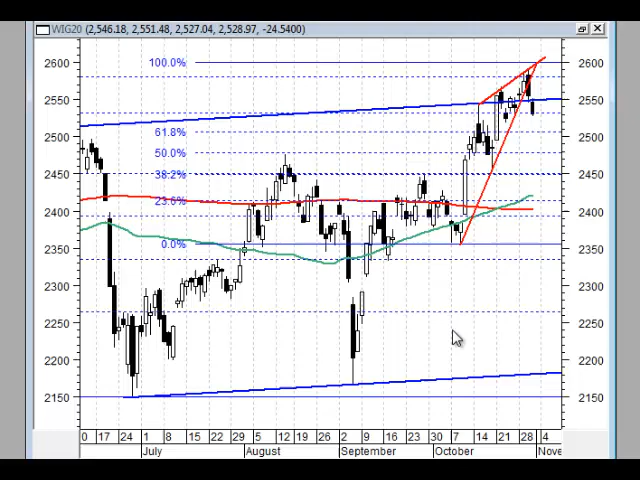 WIG20 (2,546.18, 2,551.48, 2,527.04, 2,528.97, -24.5400)
2600 100.0% 2600
2550 2550
2500 61.8% 2500
50.0%
2450 38.2% 2450
2400 23.6% 2400
2350 0.0% 2350
2300 2300
2250 2250
2200 2200
2150 2150
0 17 24 1 8 15 22 29 5 12 19 26 2 9 16 23 30 7 14 21 28 4
July August September October Nove